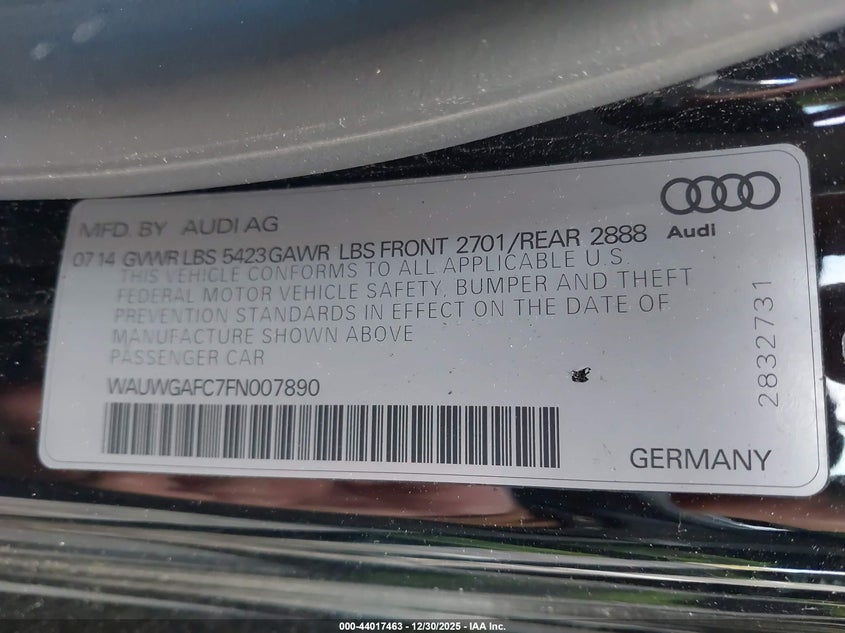 MFD. BY AUDI AG
Audi
07 14 GVWR LBS 5423 GAWR LBS FRONT 2701/REAR 2888
THIS VEHICLE CONFORMS TO ALL APPLICABLE U.S.
FEDERAL MOTOR VEHICLE SAFETY, BUMPER AND THEFT
PREVENTION STANDARDS IN EFFECT ON THE DATE OF
MANUFACTURE SHOWN ABOVE
PASSENGER CAR
WAUWGAFC7FN007890
2832731
GERMANY
000-44017463 - 12/30/2025 - IAA Inc.